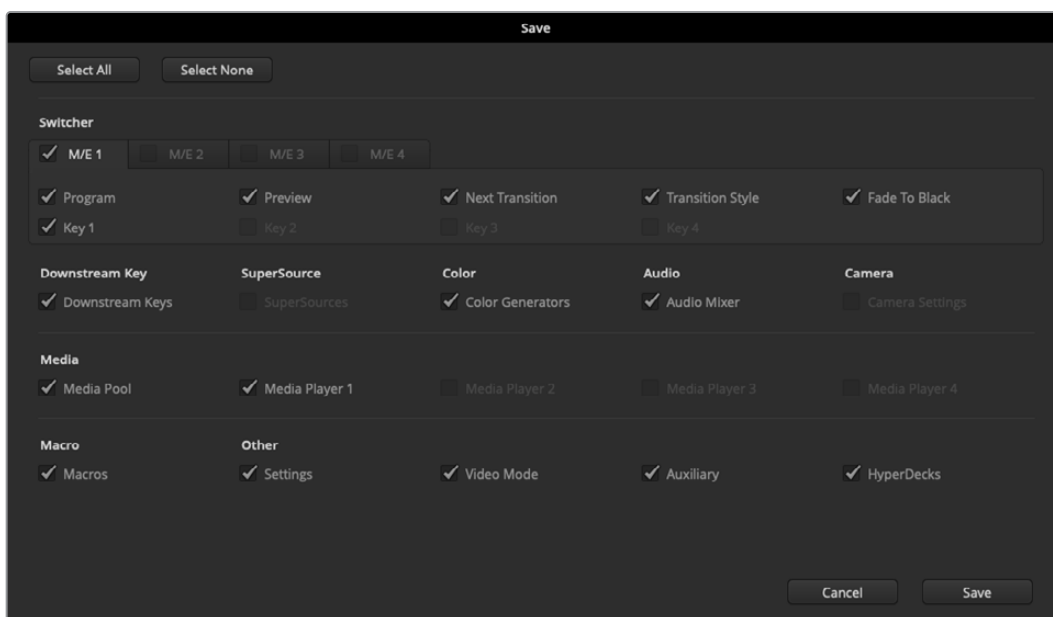 Save
Select All Select None
Switcher
M/E 1 M/E 2 M/E 3 M/E 4
Program Preview Next Transition Transition Style Fade To Black
Key 1 Key 2 Key 3 Key 4
Downstream Key SuperSource Color Audio Camera
Downstream Keys SuperSources Color Generators Audio Mixer Camera Settings
Media
Media Pool Media Player 1 Media Player 2 Media Player 3 Media Player 4
Macro Other
Macros Settings Video Mode Auxiliary HyperDecks
Cancel Save